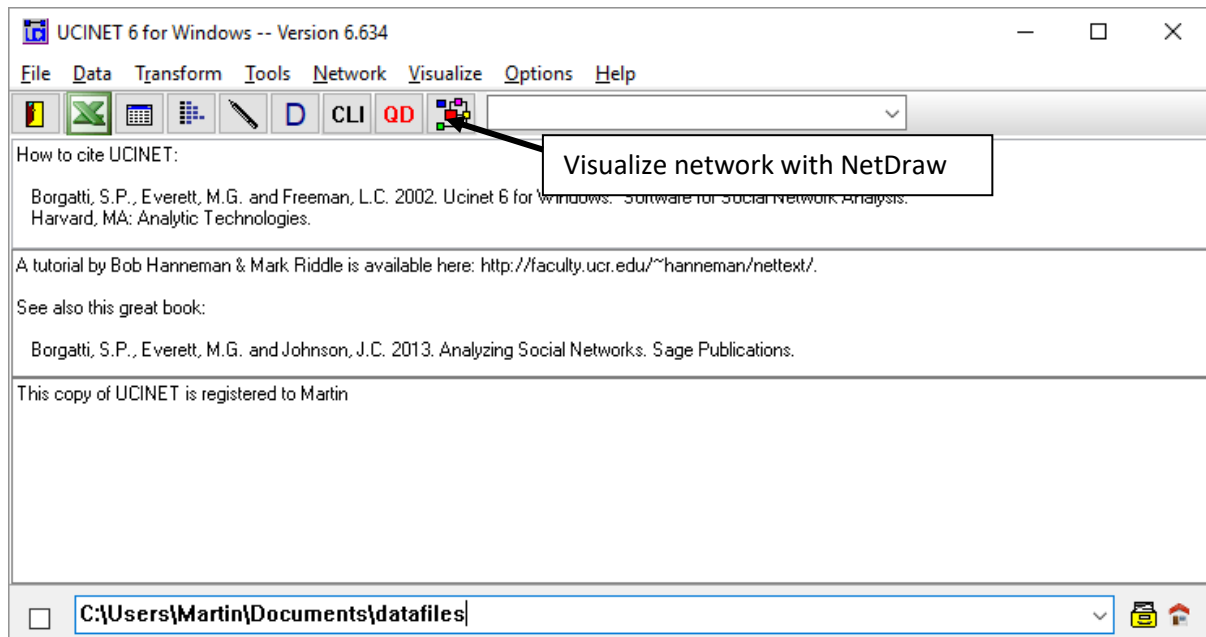 UCINET 6 for Windows -- Version 6.634
File Data Transform Tools Network Visualize Options Help
D CLI QD
Visualize network with NetDraw
How to cite UCINET:
Borgatti, S.P., Everett, M.G. and Freeman, L.C. 2002. Ucinet 6 for Windows. Software for Social Network Analysis.
Harvard, MA: Analytic Technologies.
A tutorial by Bob Hanneman & Mark Riddle is available here: http://faculty.ucr.edu/~hanneman/nettext/.
See also this great book:
Borgatti, S.P., Everett, M.G. and Johnson, J.C. 2013. Analyzing Social Networks. Sage Publications.
This copy of UCINET is registered to Martin
C:\Users\Martin\Documents\datafiles